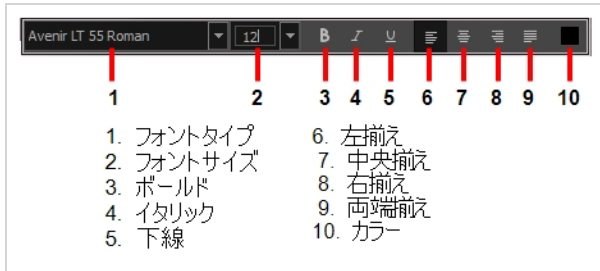 Avenir LT 55 Roman 12 B I U
1 2 3 4 5 6 7 8 9 10
1. フォントタイプ
2. フォントサイズ
3. ボールド
4. イタリック
5. 下線
6. 左揃え
7. 中央揃え
8. 右揃え
9. 両端揃え
10. カラー